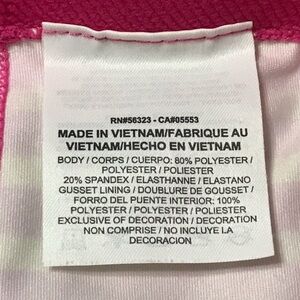 RN#56323 - CA#05553
MADE IN VIETNAM/FABRIQUE AU
VIETNAM/HECHO EN VIETNAM
BODY / CORPS / CUERPO: 80% POLYESTER /
POLYESTER / POLIESTER
20% SPANDEX / ELASTHANNE / ELASTANO
GUSSET LINING / DOUBLURE DE GOUSSET /
FORRO DEL PUENTE INTERIOR: 100%
POLYESTER / POLYESTER / POLIESTER
EXCLUSIVE OF DECORATION / DECORATION
NON COMPRISE / NO INCLUYE LA
DECORACION